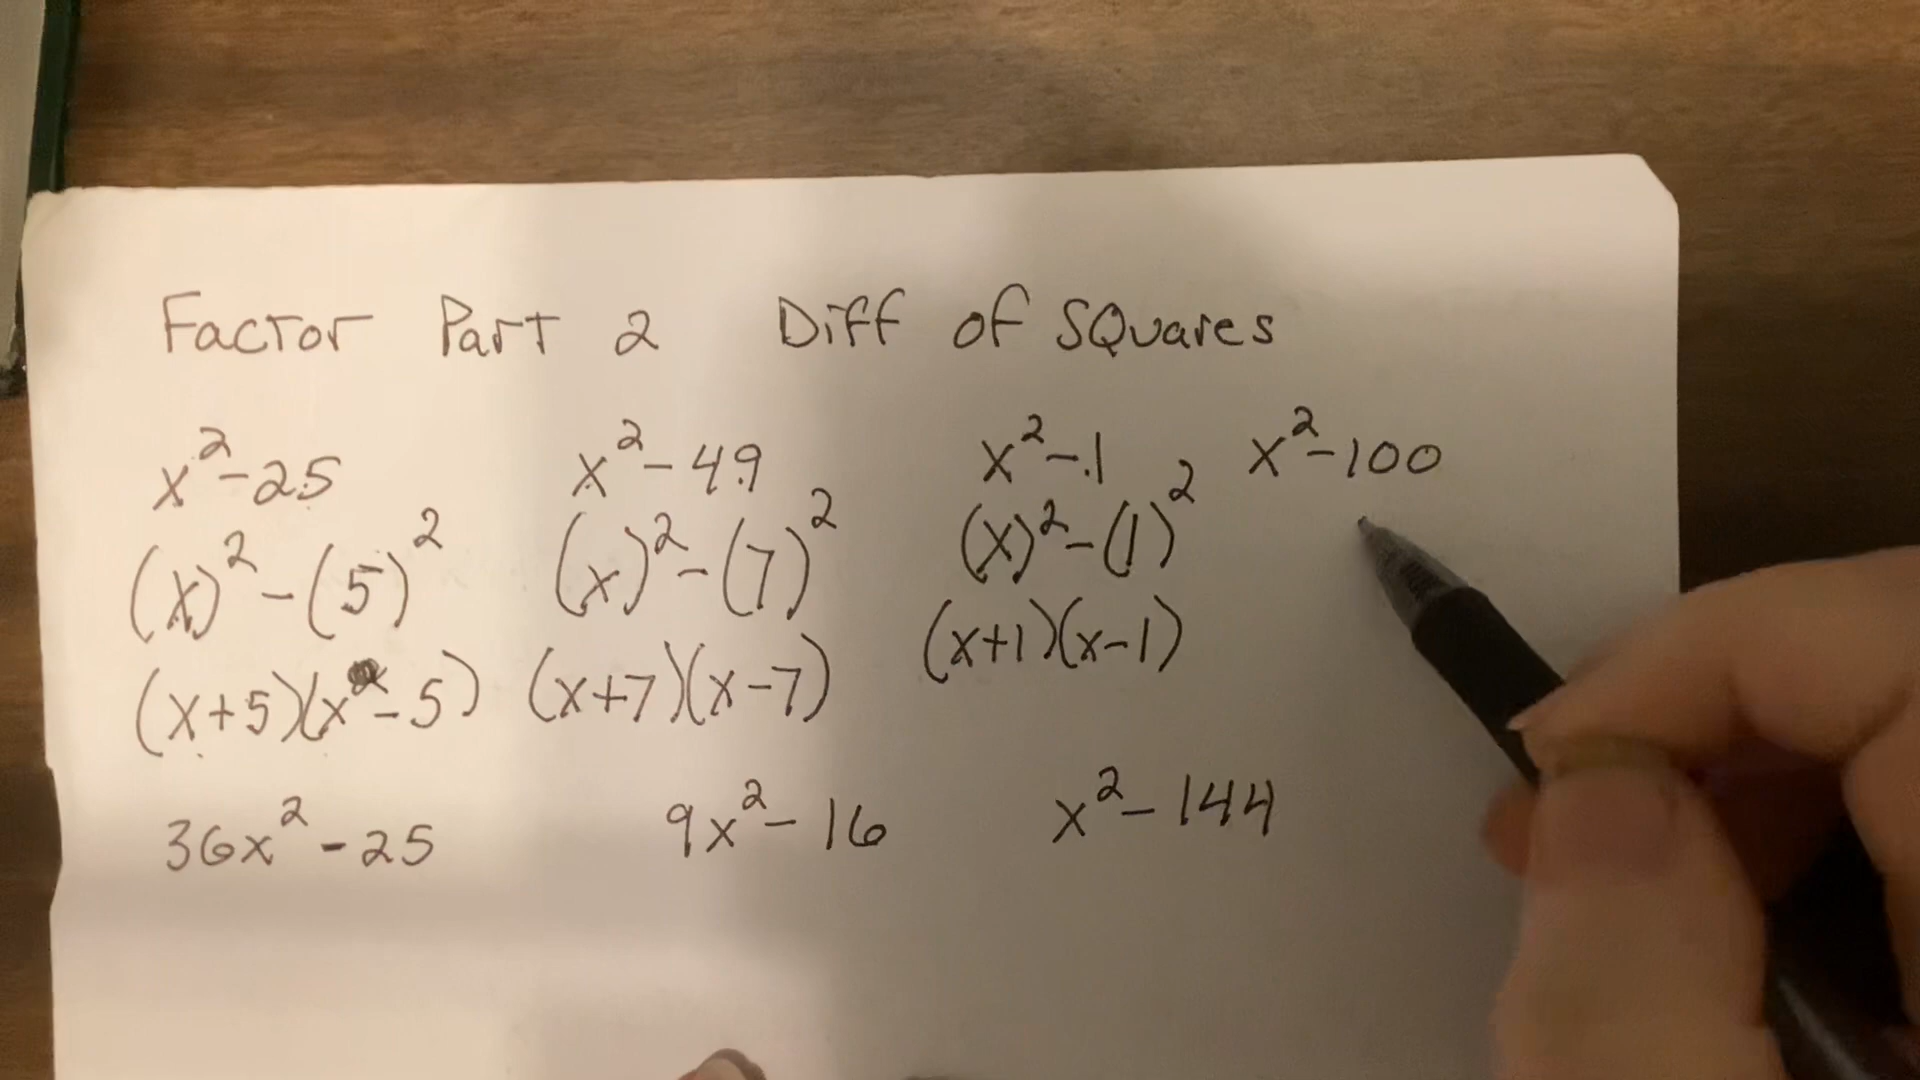 Factor Part 2 Diff of Squares
x²-25 x²-49 x²-1 x²-100
(x)²-(5)² (x)²-(7)² (x)²-(1)²
(x+5)(x-5) (x+7)(x-7) (x+1)(x-1)
36x²-25 9x²-16 x²-144